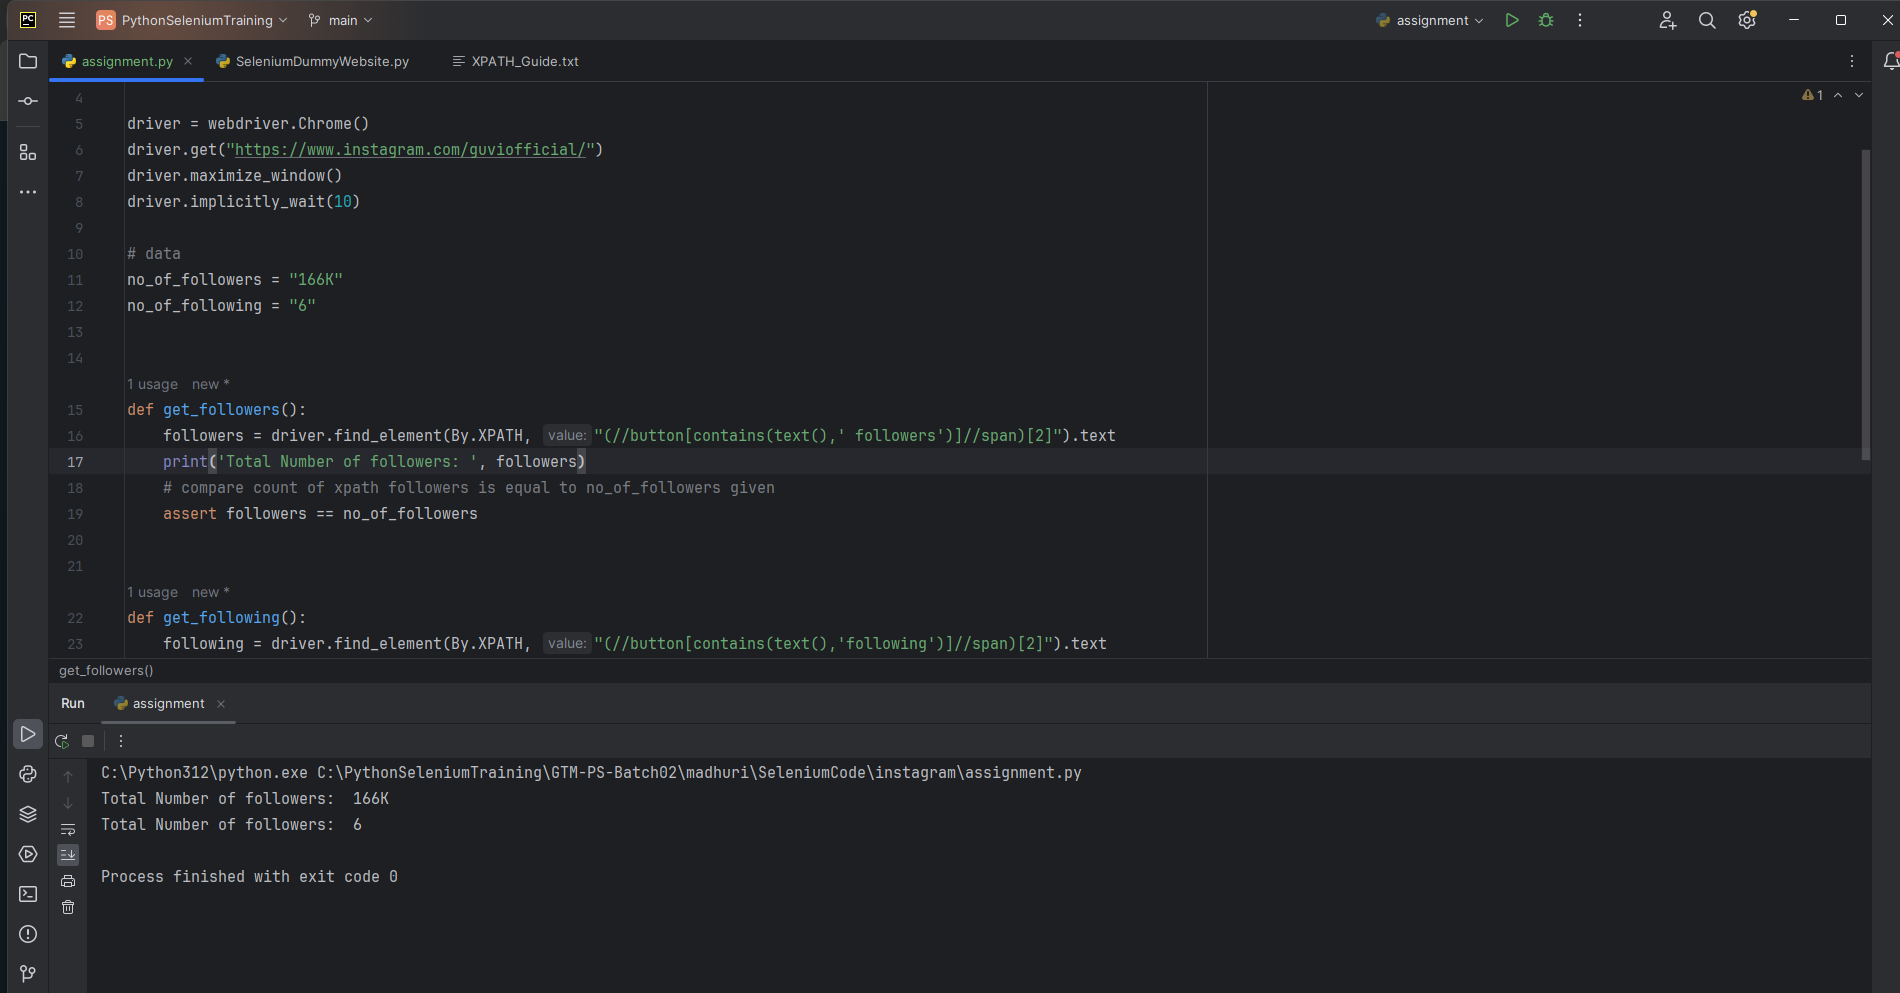 PC PS PythonSeleniumTraining main assignment
assignment.py SeleniumDummyWebsite.py XPATH_Guide.txt
1
4
5 driver = webdriver.Chrome()
6 driver.get("https://www.instagram.com/guviofficial/")
7 driver.maximize_window()
8 driver.implicitly_wait(10)
9
10 # data
11 no_of_followers = "166K"
12 no_of_following = "6"
13
14
1 usage new *
15 def get_followers():
16 followers = driver.find_element(By.XPATH, value: "(//button[contains(text(),' followers')]//span)[2]").text
17 print('Total Number of followers: ', followers)
18 # compare count of xpath followers is equal to no_of_followers given
19 assert followers == no_of_followers
20
21
1 usage new *
22 def get_following():
23 following = driver.find_element(By.XPATH, value: "(//button[contains(text(),'following')]//span)[2]").text
get_followers()
Run assignment
C:\Python312\python.exe C:\PythonSeleniumTraining\GTM-PS-Batch02\madhuri\SeleniumCode\instagram\assignment.py
Total Number of followers:  166K
Total Number of followers:  6
Process finished with exit code 0